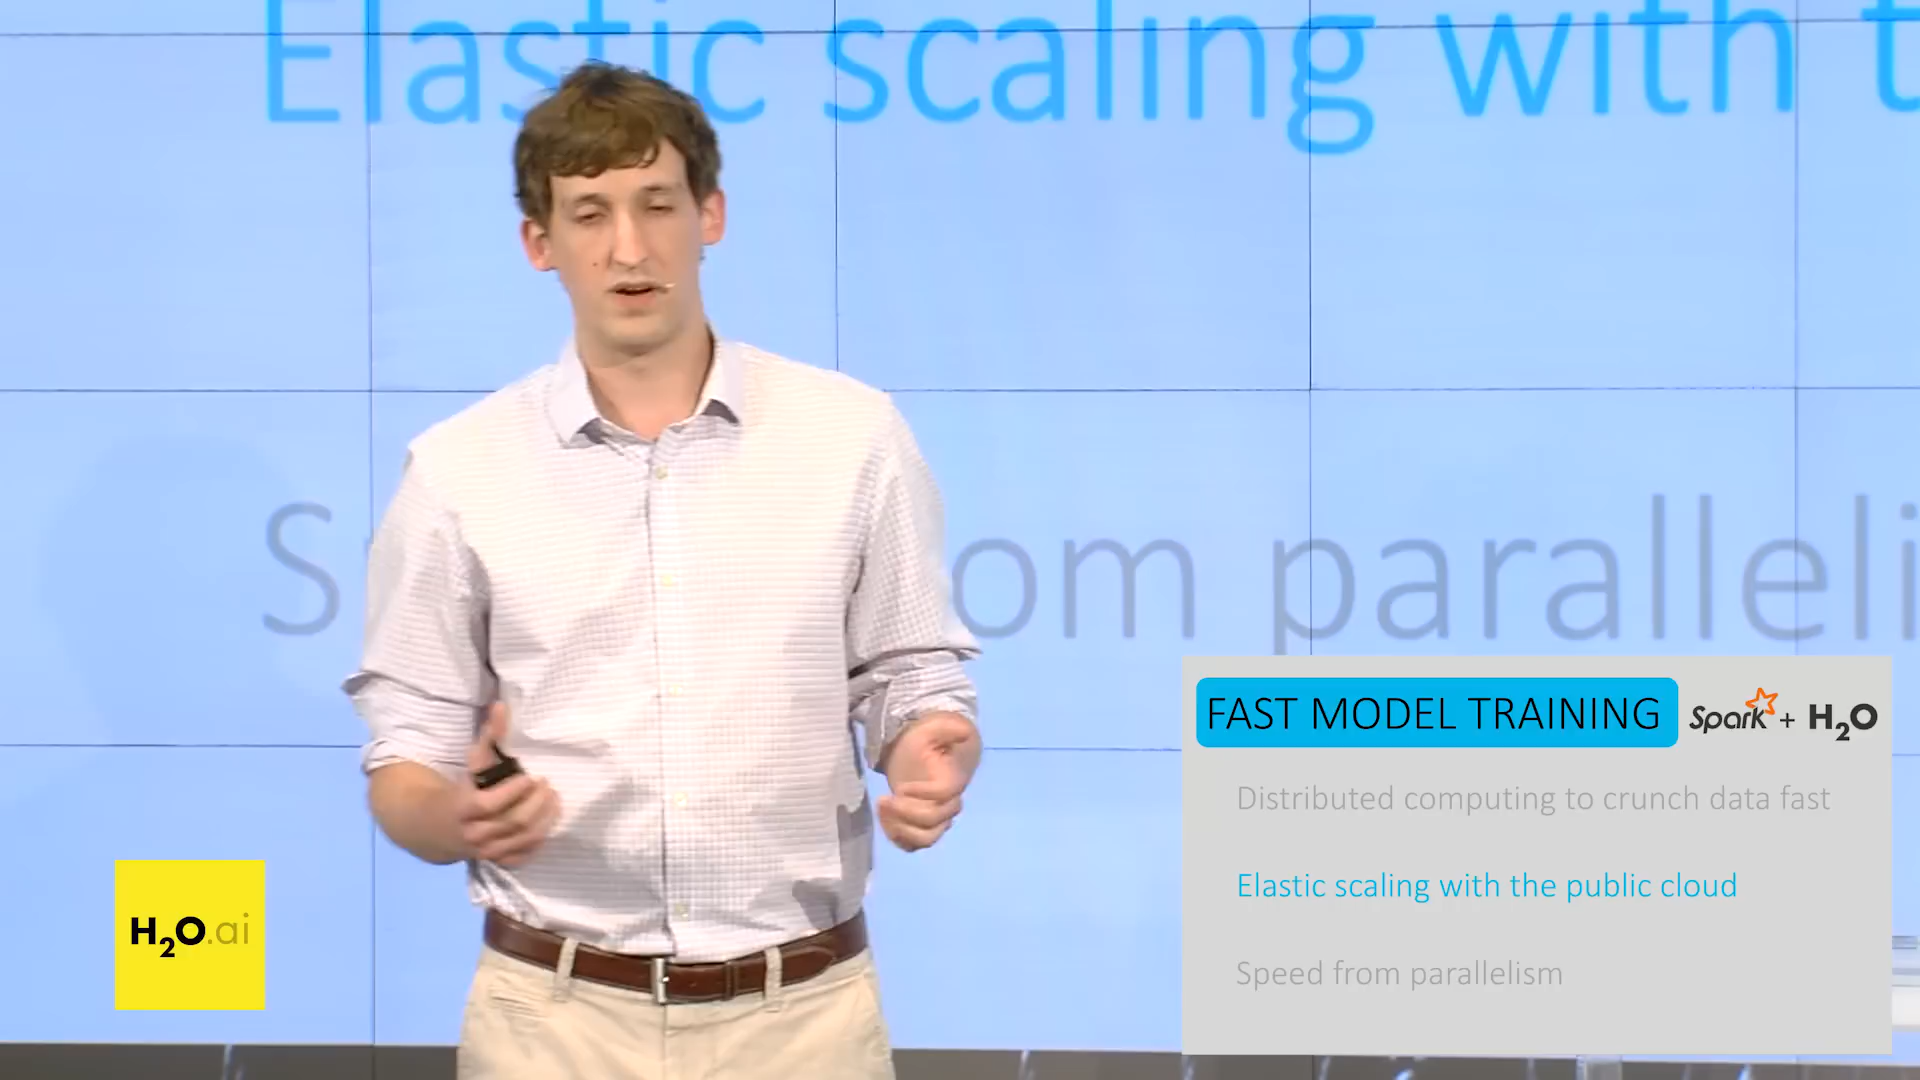 Elastic scaling with t
S om paralleli
FAST MODEL TRAINING Spark + H2O
Distributed computing to crunch data fast
Elastic scaling with the public cloud
Speed from parallelism
H2O.ai